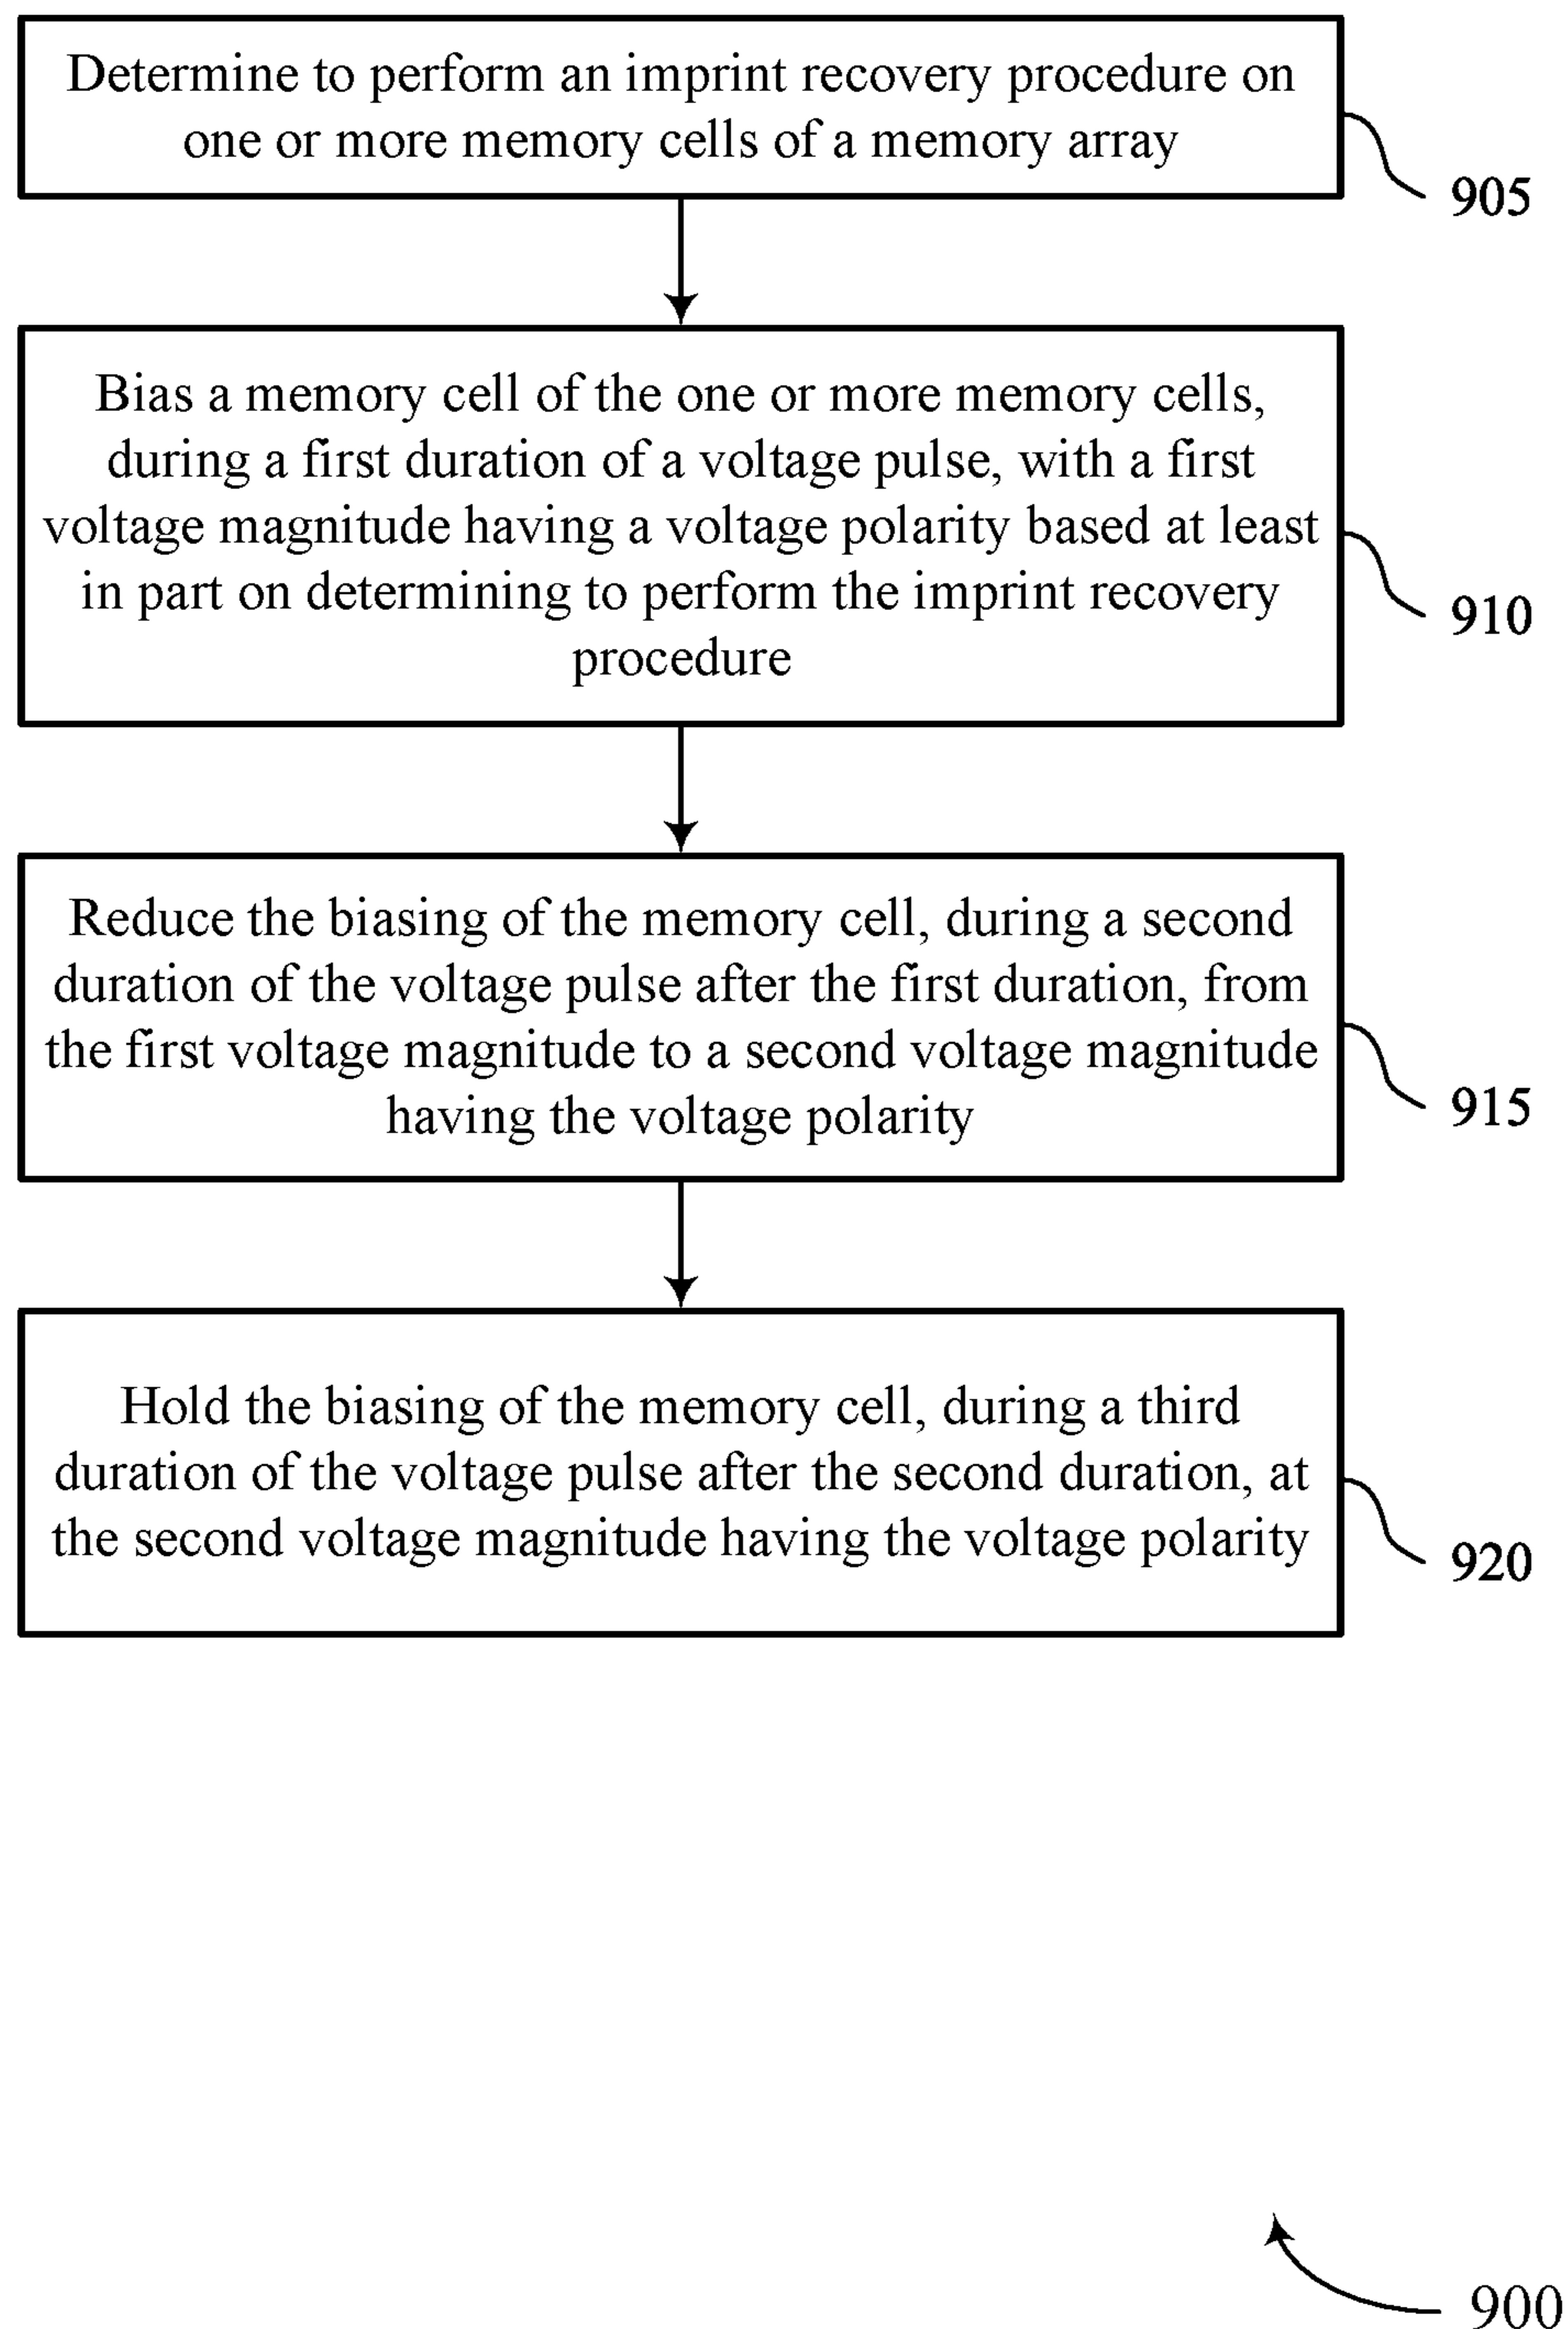 Determine to perform an imprint recovery procedure on
one or more memory cells of a memory array
905
Bias a memory cell of the one or more memory cells,
during a first duration of a voltage pulse, with a first
voltage magnitude having a voltage polarity based at least
in part on determining to perform the imprint recovery
procedure
910
Reduce the biasing of the memory cell, during a second
duration of the voltage pulse after the first duration, from
the first voltage magnitude to a second voltage magnitude
having the voltage polarity
915
Hold the biasing of the memory cell, during a third
duration of the voltage pulse after the second duration, at
the second voltage magnitude having the voltage polarity
920
900